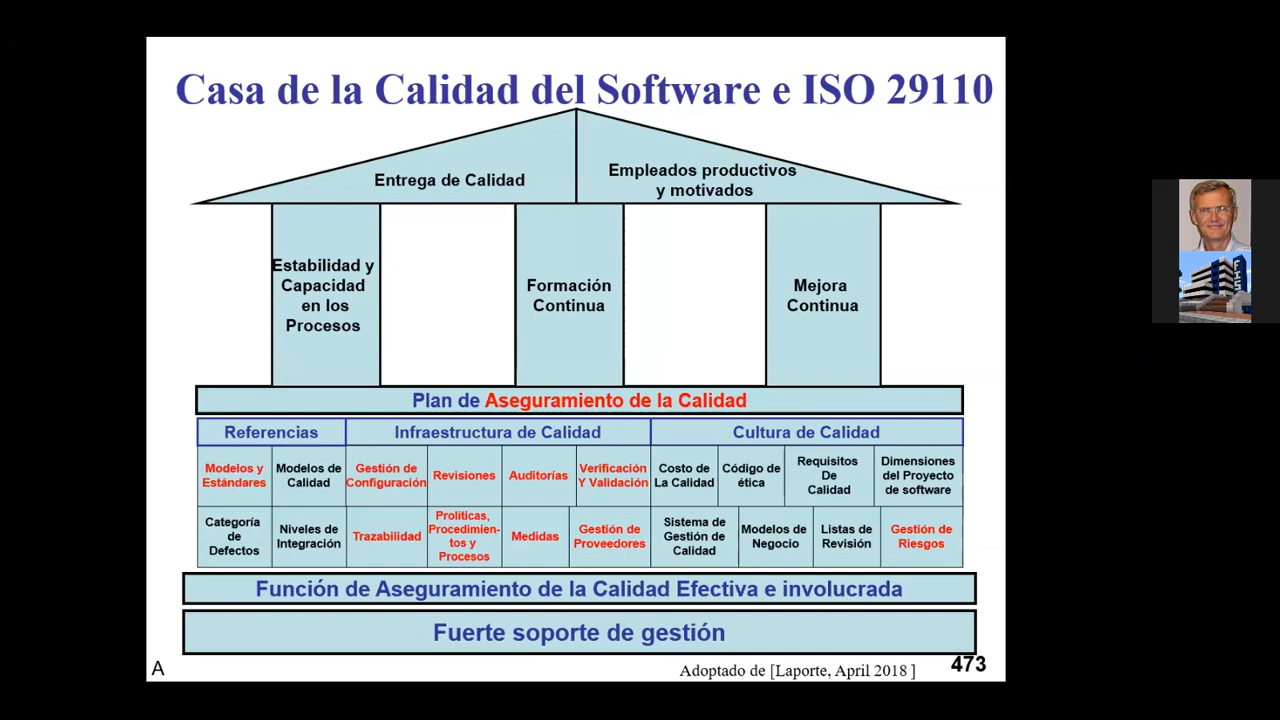 Casa de la Calidad del Software e ISO 29110
Entrega de Calidad
Empleados productivos
y motivados
Estabilidad y
Capacidad
en los
Procesos
Formación
Continua
Mejora
Continua
Plan de Aseguramiento de la Calidad
Referencias
Infraestructura de Calidad
Cultura de Calidad
Modelos y
Estándares
Modelos de
Calidad
Gestión de
Configuración
Revisiones
Auditorías
Verificación
Y Validación
Costo de
La Calidad
Código de
ética
Requisitos
De
Calidad
Dimensiones
del Proyecto
de software
Categoría
de
Defectos
Niveles de
Integración
Trazabilidad
Prolíticas,
Procedimien-
tos y
Procesos
Medidas
Gestión de
Proveedores
Sistema de
Gestión de
Calidad
Modelos de
Negocio
Listas de
Revisión
Gestión de
Riesgos
Función de Aseguramiento de la Calidad Efectiva e involucrada
Fuerte soporte de gestión
A
Adoptado de [Laporte, April 2018 ]
473